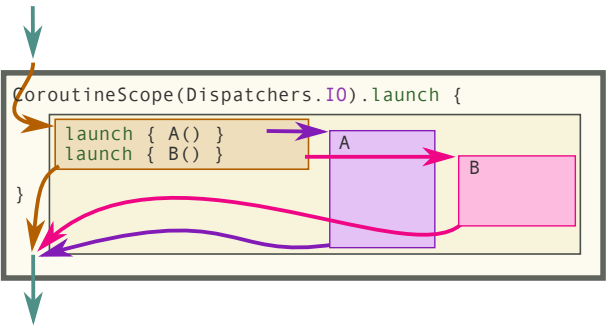 CoroutineScope(Dispatchers.IO).launch {
launch { A() }
launch { B() }
A
B
}